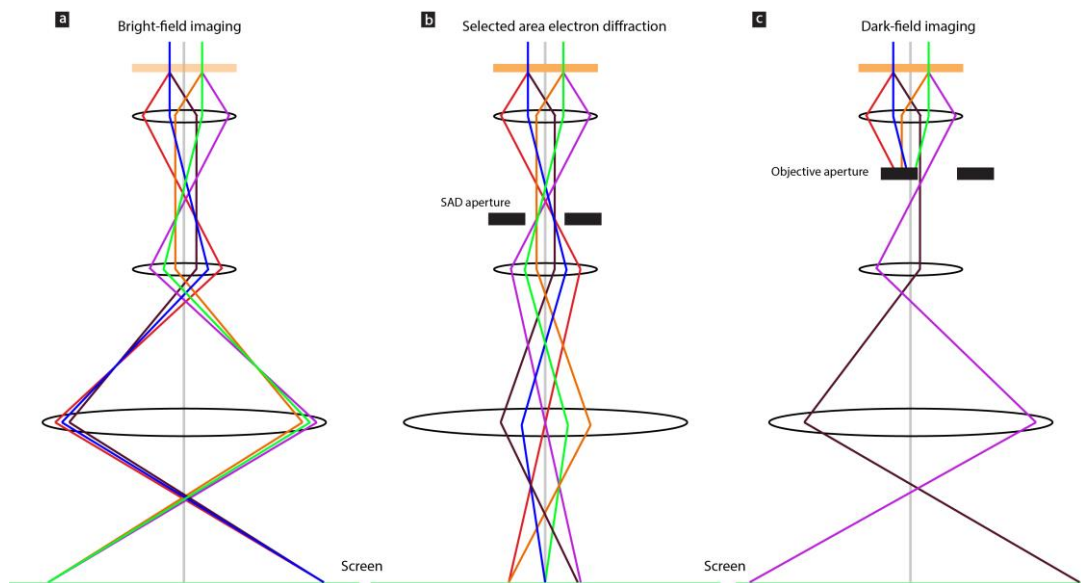 a
Bright-field imaging
b
Selected area electron diffraction
c
Dark-field imaging
Objective aperture
SAD aperture
Screen
Screen